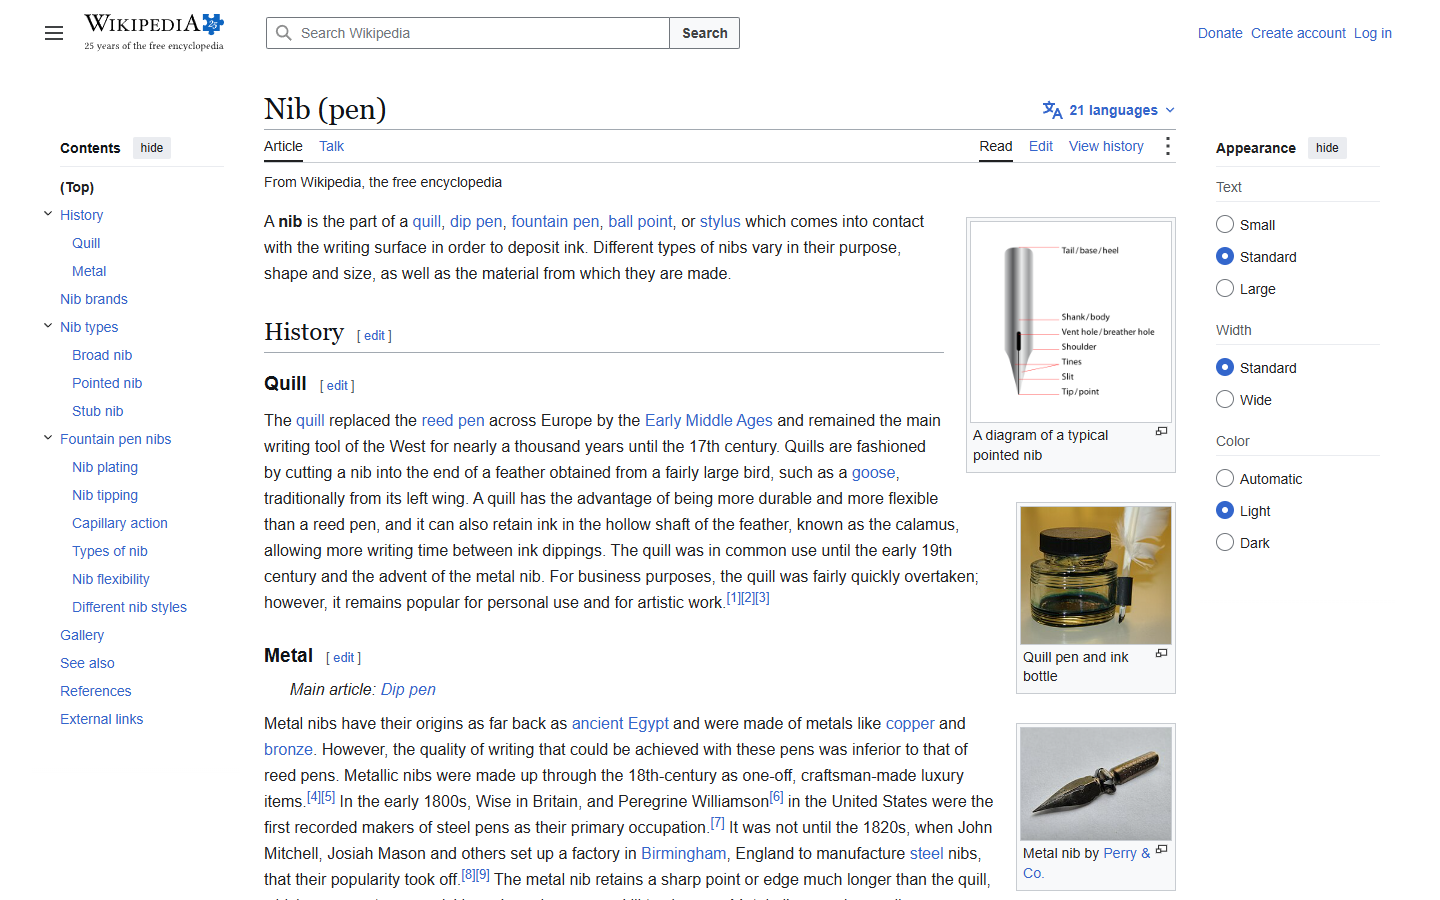 WIKIPEDIA 25
25 years of the free encyclopedia
Search Wikipedia
Search
Donate Create account Log in
Contents hide
(Top)
History
Quill
Metal
Nib brands
Nib types
Broad nib
Pointed nib
Stub nib
Fountain pen nibs
Nib plating
Nib tipping
Capillary action
Types of nib
Nib flexibility
Different nib styles
Gallery
See also
References
External links
Nib (pen)
21 languages
Article Talk
Read Edit View history
From Wikipedia, the free encyclopedia
A nib is the part of a quill, dip pen, fountain pen, ball point, or stylus which comes into contact
with the writing surface in order to deposit ink. Different types of nibs vary in their purpose,
shape and size, as well as the material from which they are made.
Tail/base/heel
Shank/body
Vent hole/breather hole
Shoulder
Tines
Slit
Tip/point
A diagram of a typical
pointed nib
History [ edit ]
Quill [ edit ]
The quill replaced the reed pen across Europe by the Early Middle Ages and remained the main
writing tool of the West for nearly a thousand years until the 17th century. Quills are fashioned
by cutting a nib into the end of a feather obtained from a fairly large bird, such as a goose,
traditionally from its left wing. A quill has the advantage of being more durable and more flexible
than a reed pen, and it can also retain ink in the hollow shaft of the feather, known as the calamus,
allowing more writing time between ink dippings. The quill was in common use until the early 19th
century and the advent of the metal nib. For business purposes, the quill was fairly quickly overtaken;
however, it remains popular for personal use and for artistic work.[1][2][3]
Quill pen and ink
bottle
Metal [ edit ]
Main article: Dip pen
Metal nibs have their origins as far back as ancient Egypt and were made of metals like copper and
bronze. However, the quality of writing that could be achieved with these pens was inferior to that of
reed pens. Metallic nibs were made up through the 18th-century as one-off, craftsman-made luxury
items.[4][5] In the early 1800s, Wise in Britain, and Peregrine Williamson[6] in the United States were the
first recorded makers of steel pens as their primary occupation.[7] It was not until the 1820s, when John
Mitchell, Josiah Mason and others set up a factory in Birmingham, England to manufacture steel nibs,
that their popularity took off.[8][9] The metal nib retains a sharp point or edge much longer than the quill,
Metal nib by Perry &
Co.
Appearance hide
Text
Small
Standard
Large
Width
Standard
Wide
Color
Automatic
Light
Dark